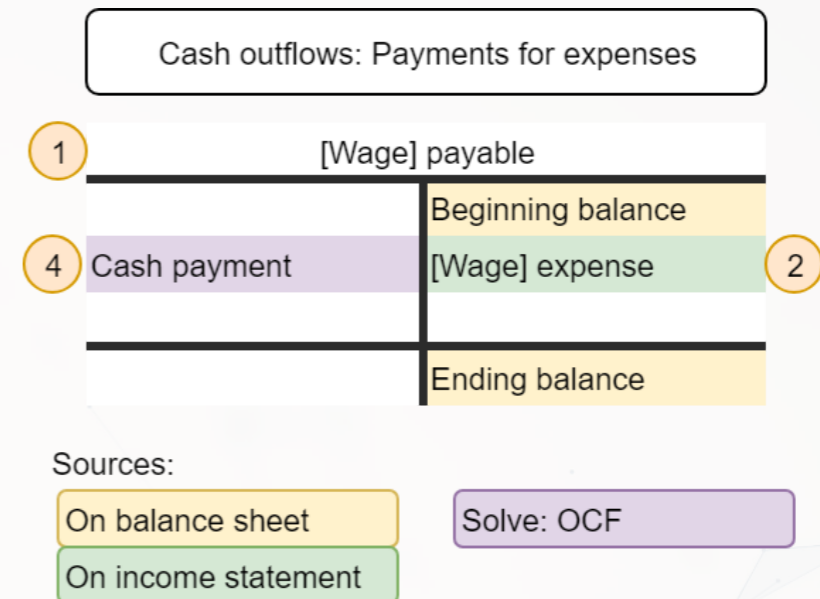 Cash outflows: Payments for expenses
1
[Wage] payable
Beginning balance
4
Cash payment
[Wage] expense
2
Ending balance
Sources:
On balance sheet
Solve: OCF
On income statement